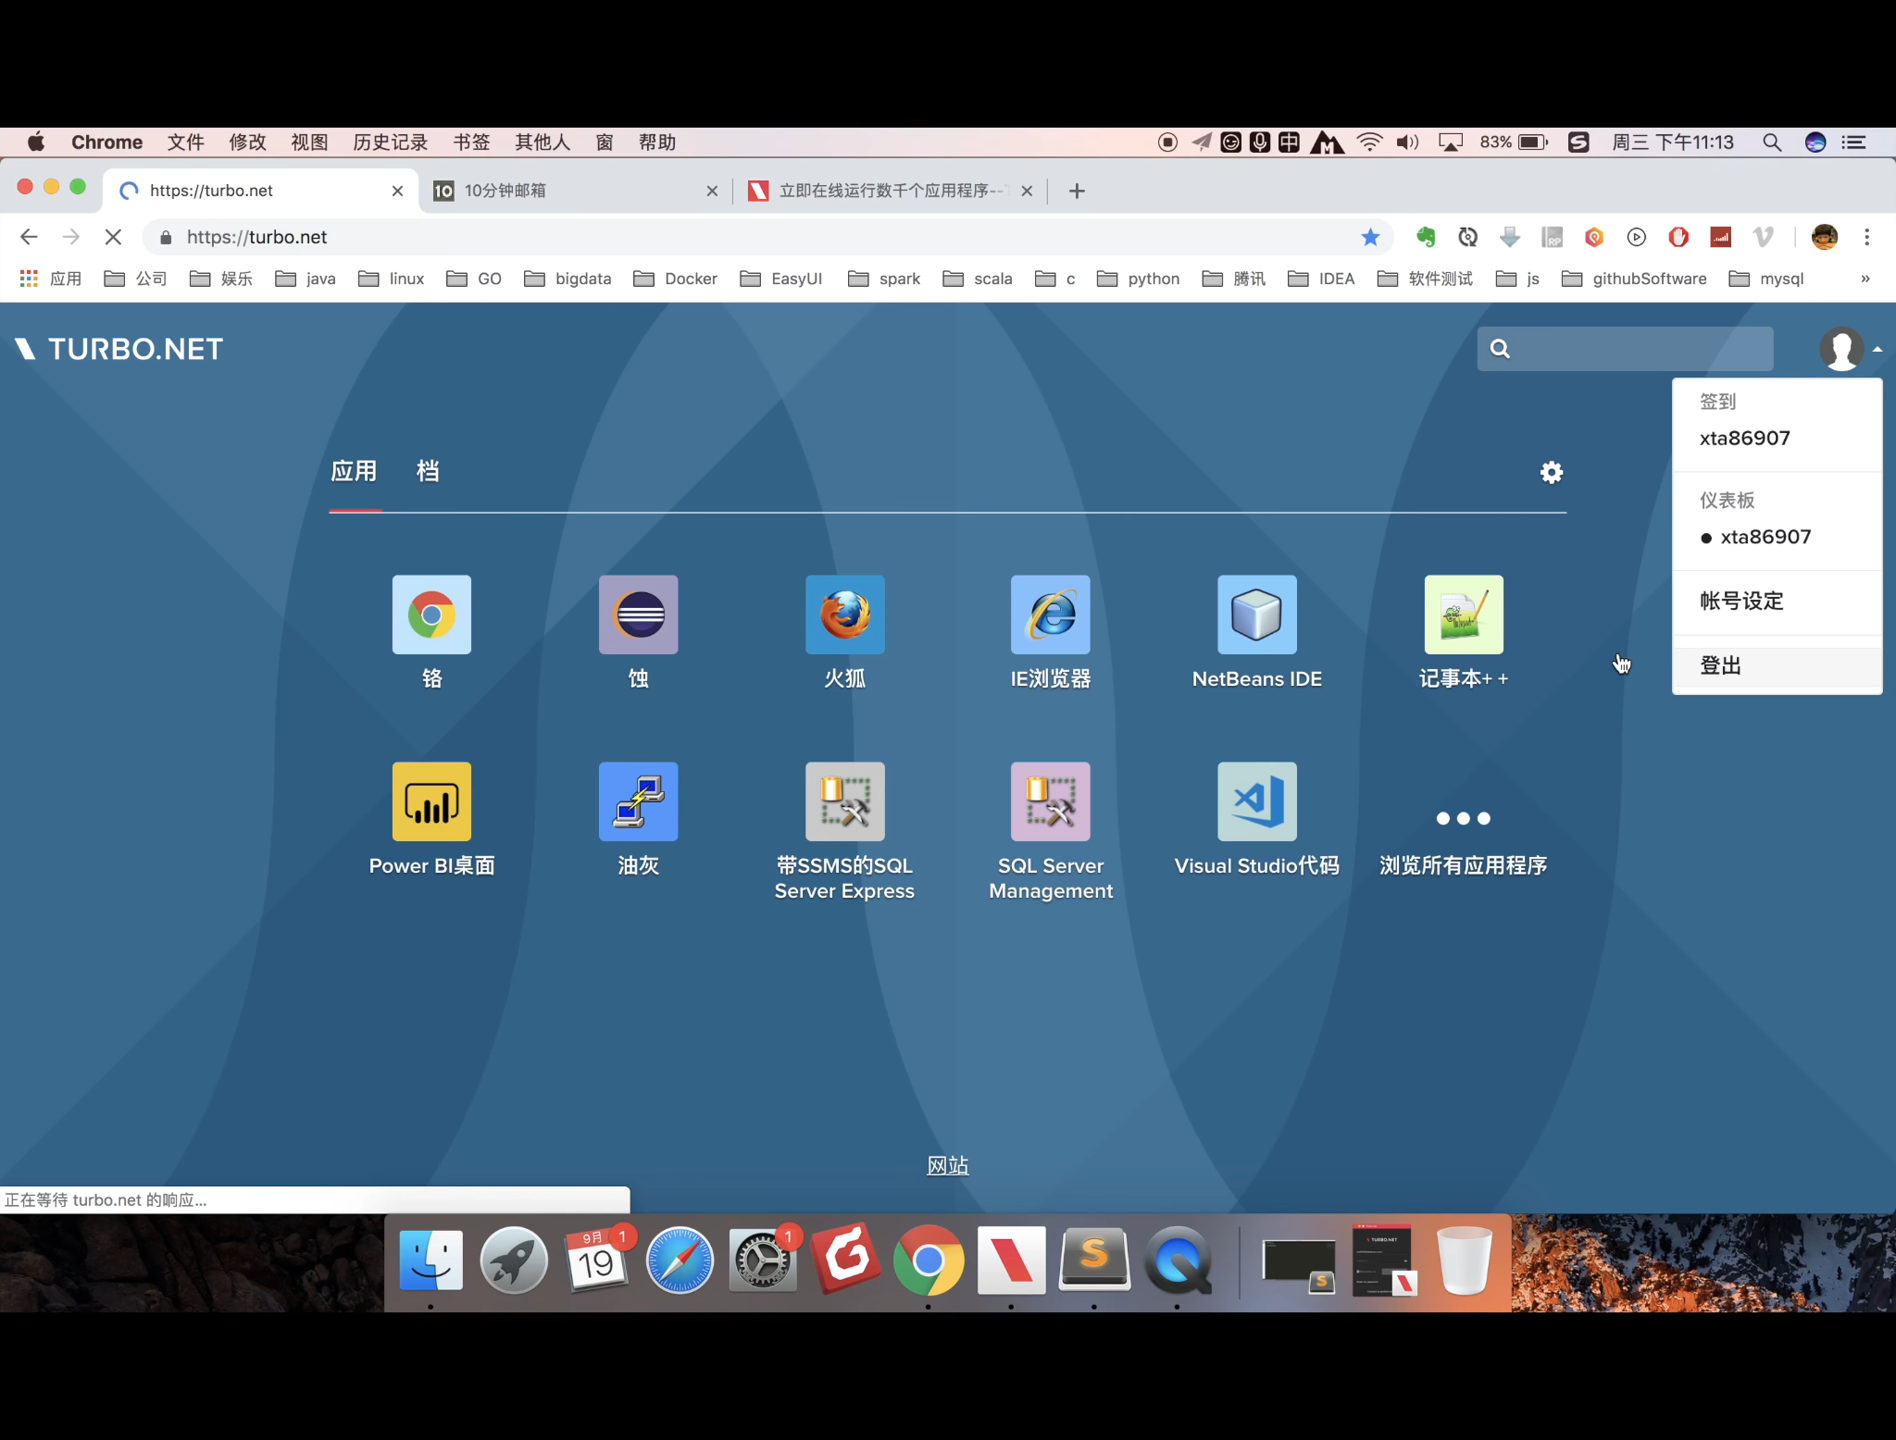 Chrome 文件 修改 视图 历史记录 书签 其他人 窗 帮助 中 83% 周三 下午11:13
https://turbo.net 10 10分钟邮箱 立即在线运行数千个应用程序--
https://turbo.net RP
应用 公司 娱乐 java linux GO bigdata Docker EasyUI spark scala c python 腾讯 IDEA 软件测试 js githubSoftware mysql »
TURBO.NET
签到
xta86907
仪表板
● xta86907
帐号设定
登出
应用 档
铬 蚀 火狐 IE浏览器 NetBeans IDE 记事本+ +
Power BI桌面 油灰 带SSMS的SQL Server Express SQL Server Management Visual Studio代码 浏览所有应用程序
网站
正在等待 turbo.net 的响应...
9月 19 1 1
TURBO.NET